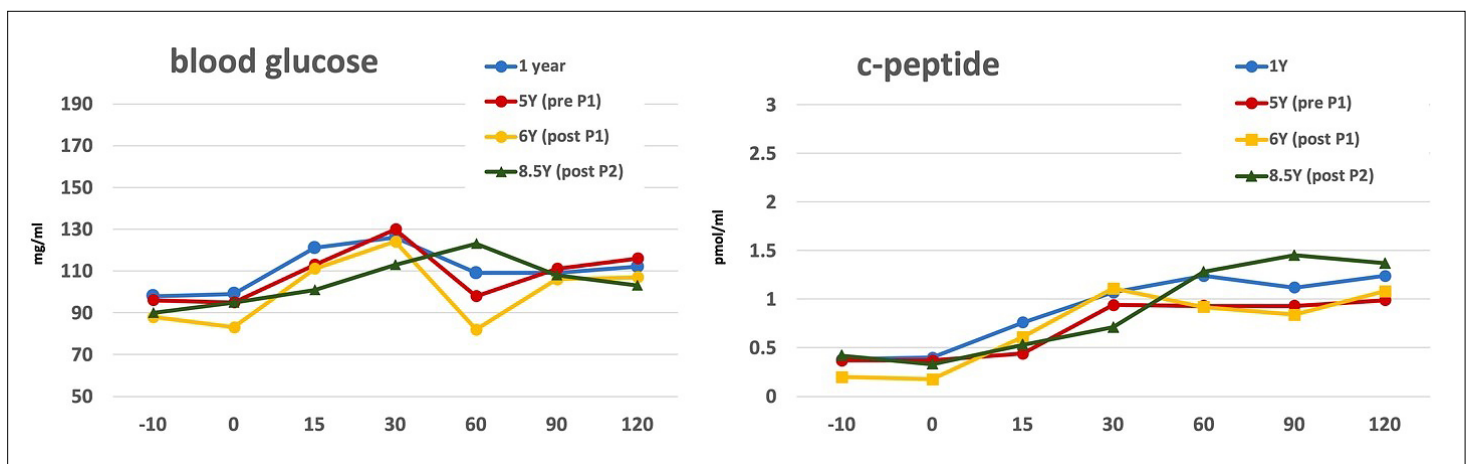 blood glucose
1 year
5Y (pre P1)
6Y (post P1)
8.5Y (post P2)
190
170
150
130
110
90
70
50
mg/ml
-10 0 15 30 60 90 120
c-peptide
1Y
5Y (pre P1)
6Y (post P1)
8.5Y (post P2)
3
2.5
2
1.5
1
0.5
0
pmol/ml
-10 0 15 30 60 90 120